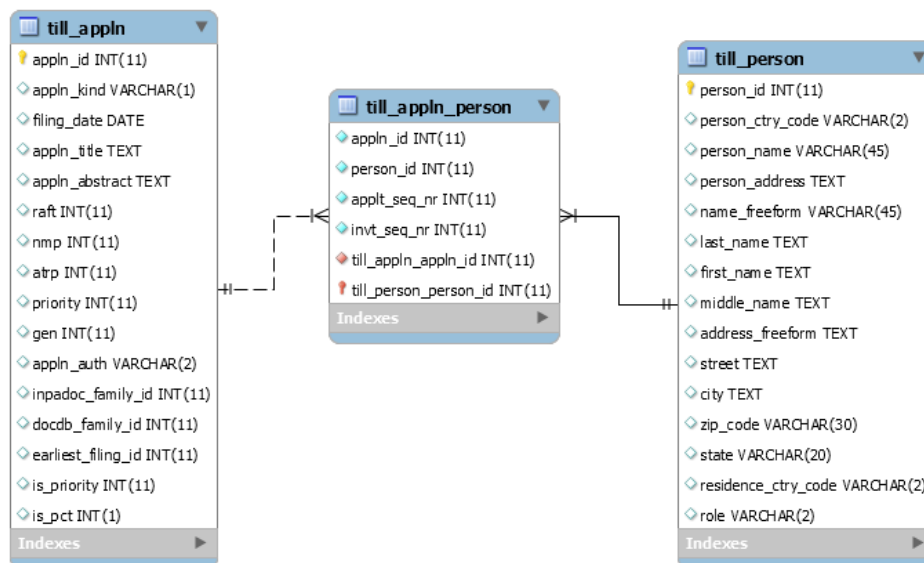 till_appln
appln_id INT(11)
appln_kind VARCHAR(1)
filing_date DATE
appln_title TEXT
appln_abstract TEXT
raft INT(11)
nmp INT(11)
atrp INT(11)
priority INT(11)
gen INT(11)
appln_auth VARCHAR(2)
inpadoc_family_id INT(11)
docdb_family_id INT(11)
earliest_filing_id INT(11)
is_priority INT(11)
is_pct INT(1)
Indexes
till_appln_person
appln_id INT(11)
person_id INT(11)
applt_seq_nr INT(11)
invt_seq_nr INT(11)
till_appln_appln_id INT(11)
till_person_person_id INT(11)
Indexes
till_person
person_id INT(11)
person_ctry_code VARCHAR(2)
person_name VARCHAR(45)
person_address TEXT
name_freeform VARCHAR(45)
last_name TEXT
first_name TEXT
middle_name TEXT
address_freeform TEXT
street TEXT
city TEXT
zip_code VARCHAR(30)
state VARCHAR(20)
residence_ctry_code VARCHAR(2)
role VARCHAR(2)
Indexes